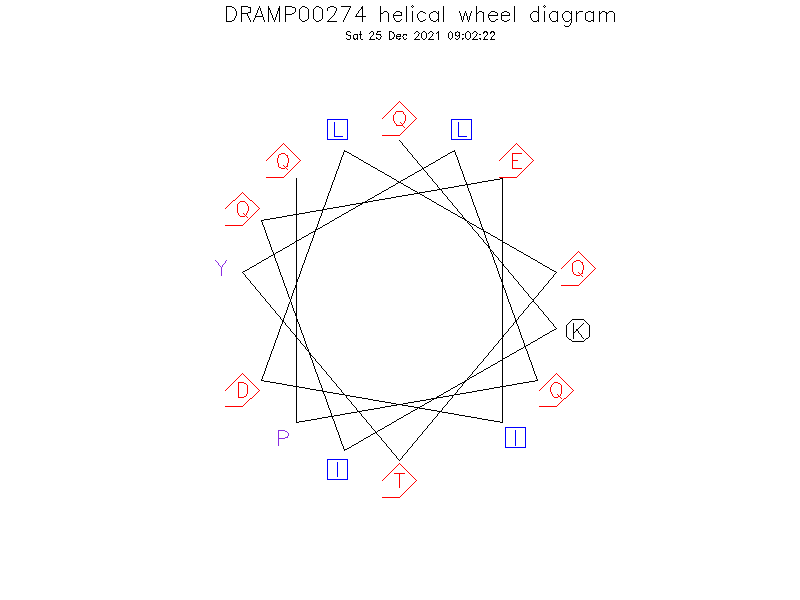 DRAMP00274 helical wheel diagram
Sat 25 Dec 2021 09:02:22
Q
L L
Q E
Q
Y Q
K
D Q
P I
I T